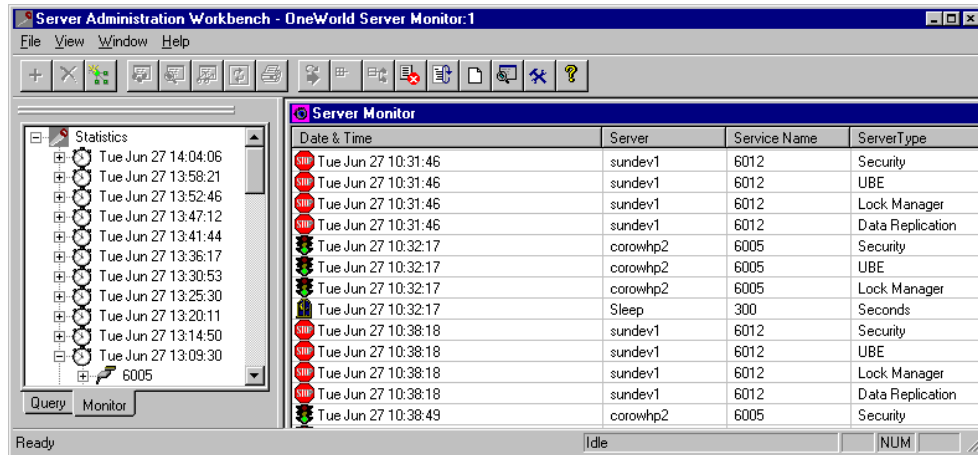 Server Administration Workbench - OneWorld Server Monitor:1
File View Window Help
Statistics
Tue Jun 27 14:04:06
Tue Jun 27 13:58:21
Tue Jun 27 13:52:46
Tue Jun 27 13:47:12
Tue Jun 27 13:41:44
Tue Jun 27 13:36:17
Tue Jun 27 13:30:53
Tue Jun 27 13:25:30
Tue Jun 27 13:20:11
Tue Jun 27 13:14:50
Tue Jun 27 13:09:30
6005
Query Monitor
Server Monitor
Date & Time Server Service Name ServerType
STOP Tue Jun 27 10:31:46 sundev1 6012 Security
STOP Tue Jun 27 10:31:46 sundev1 6012 UBE
STOP Tue Jun 27 10:31:46 sundev1 6012 Lock Manager
STOP Tue Jun 27 10:31:46 sundev1 6012 Data Replication
Tue Jun 27 10:32:17 corowhp2 6005 Security
Tue Jun 27 10:32:17 corowhp2 6005 UBE
Tue Jun 27 10:32:17 corowhp2 6005 Lock Manager
Tue Jun 27 10:32:17 Sleep 300 Seconds
STOP Tue Jun 27 10:38:18 sundev1 6012 Security
STOP Tue Jun 27 10:38:18 sundev1 6012 UBE
STOP Tue Jun 27 10:38:18 sundev1 6012 Lock Manager
STOP Tue Jun 27 10:38:18 sundev1 6012 Data Replication
Tue Jun 27 10:38:49 corowhp2 6005 Security
Ready Idle NUM